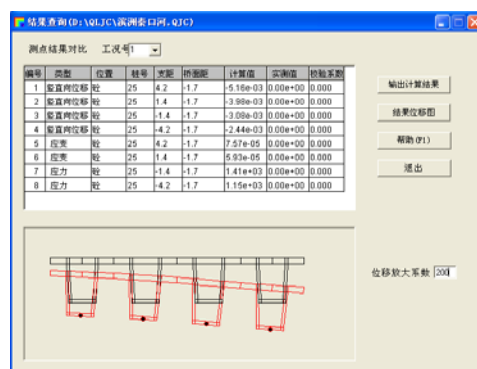 结果查询(D:\QLJC\滨洲秦口河.QJC)
测点结果对比 工况号 1
编号 类型 位置 桩号 支距 桥面距 计算值 实测值 校验系数
1 竖直向位移 砼 25 4.2 -1.7 -5.16e-03 0.00e+00 0.000
2 竖直向位移 砼 25 1.4 -1.7 -3.98e-03 0.00e+00 0.000
3 竖直向位移 砼 25 -1.4 -1.7 -3.08e-03 0.00e+00 0.000
4 竖直向位移 砼 25 -4.2 -1.7 -2.44e-03 0.00e+00 0.000
5 应变 砼 25 4.2 -1.7 7.57e-05 0.00e+00 0.000
6 应变 砼 25 1.4 -1.7 5.93e-05 0.00e+00 0.000
7 应力 砼 25 -1.4 -1.7 1.41e+03 0.00e+00 0.000
8 应力 砼 25 -4.2 -1.7 1.15e+03 0.00e+00 0.000
输出计算结果
结果位移图
帮助(F1)
退出
位移放大系数 200